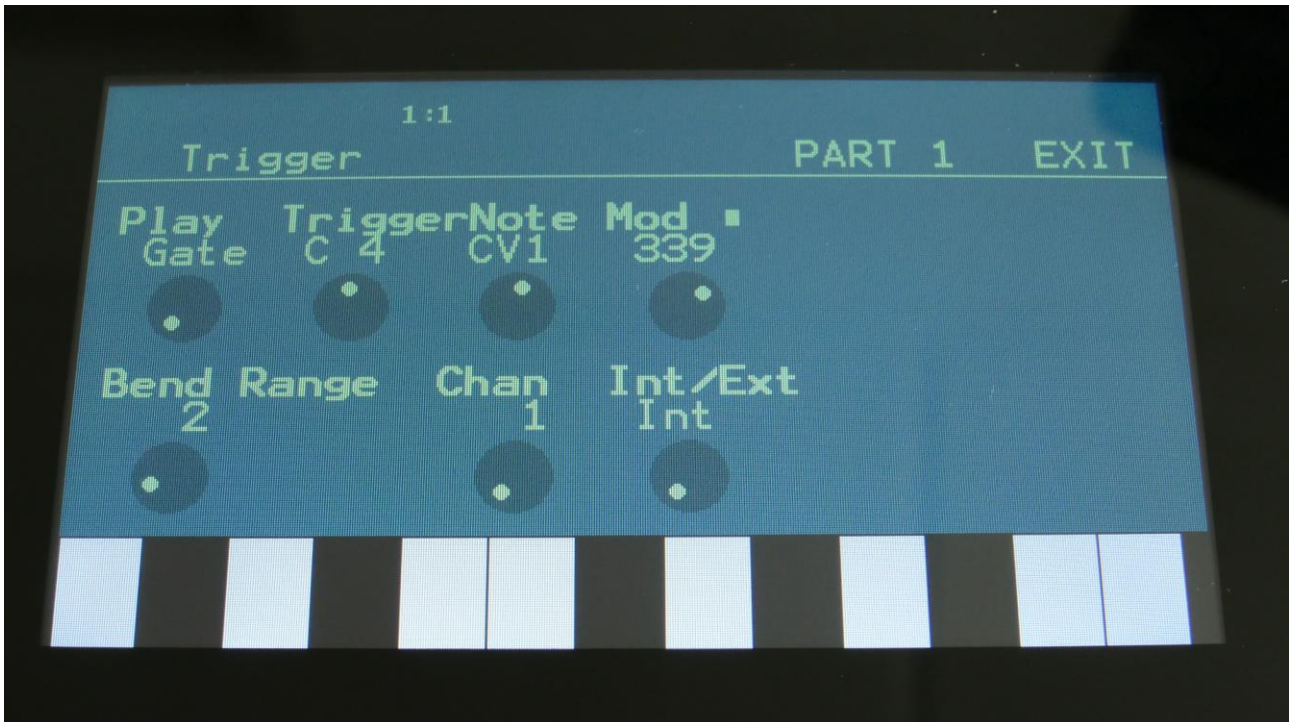 1:1
Trigger PART 1 EXIT
Play TriggerNote Mod
Gate C 4 CV1 339
Bend Range Chan Int/Ext
2 1 Int